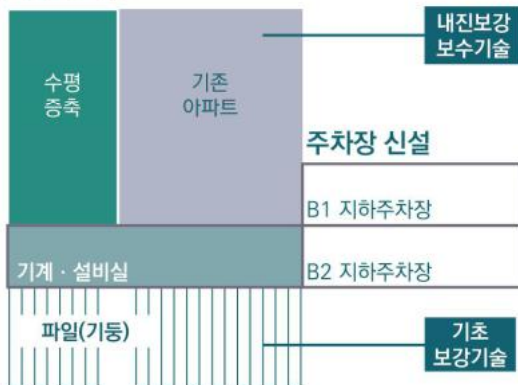 내진보강
보수기술
수평
증축
기존
아파트
주차장 신설
B1 지하주차장
기계 · 설비실
B2 지하주차장
파일(기둥)
기초
보강기술